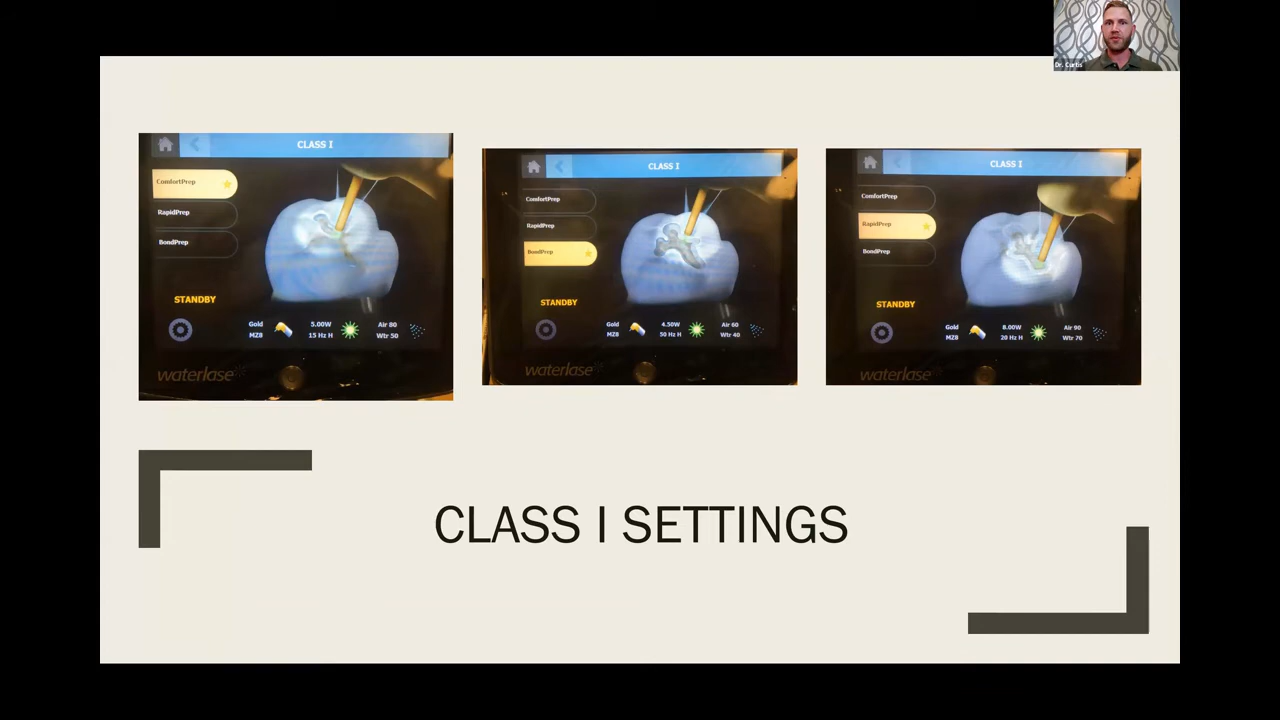 Dr. Curtis
CLASS I
ComfortPrep
RapidPrep
BondPrep
STANDBY
Gold
MZ8
5.00W
15 Hz H
Air 80
Wtr 50
waterlase
CLASS I
ComfortPrep
RapidPrep
BondPrep
STANDBY
Gold
MZ8
4.50W
50 Hz H
Air 60
Wtr 40
waterlase
CLASS I
ComfortPrep
RapidPrep
BondPrep
STANDBY
Gold
MZ8
8.00W
20 Hz H
Air 90
Wtr 70
waterlase
CLASS I SETTINGS